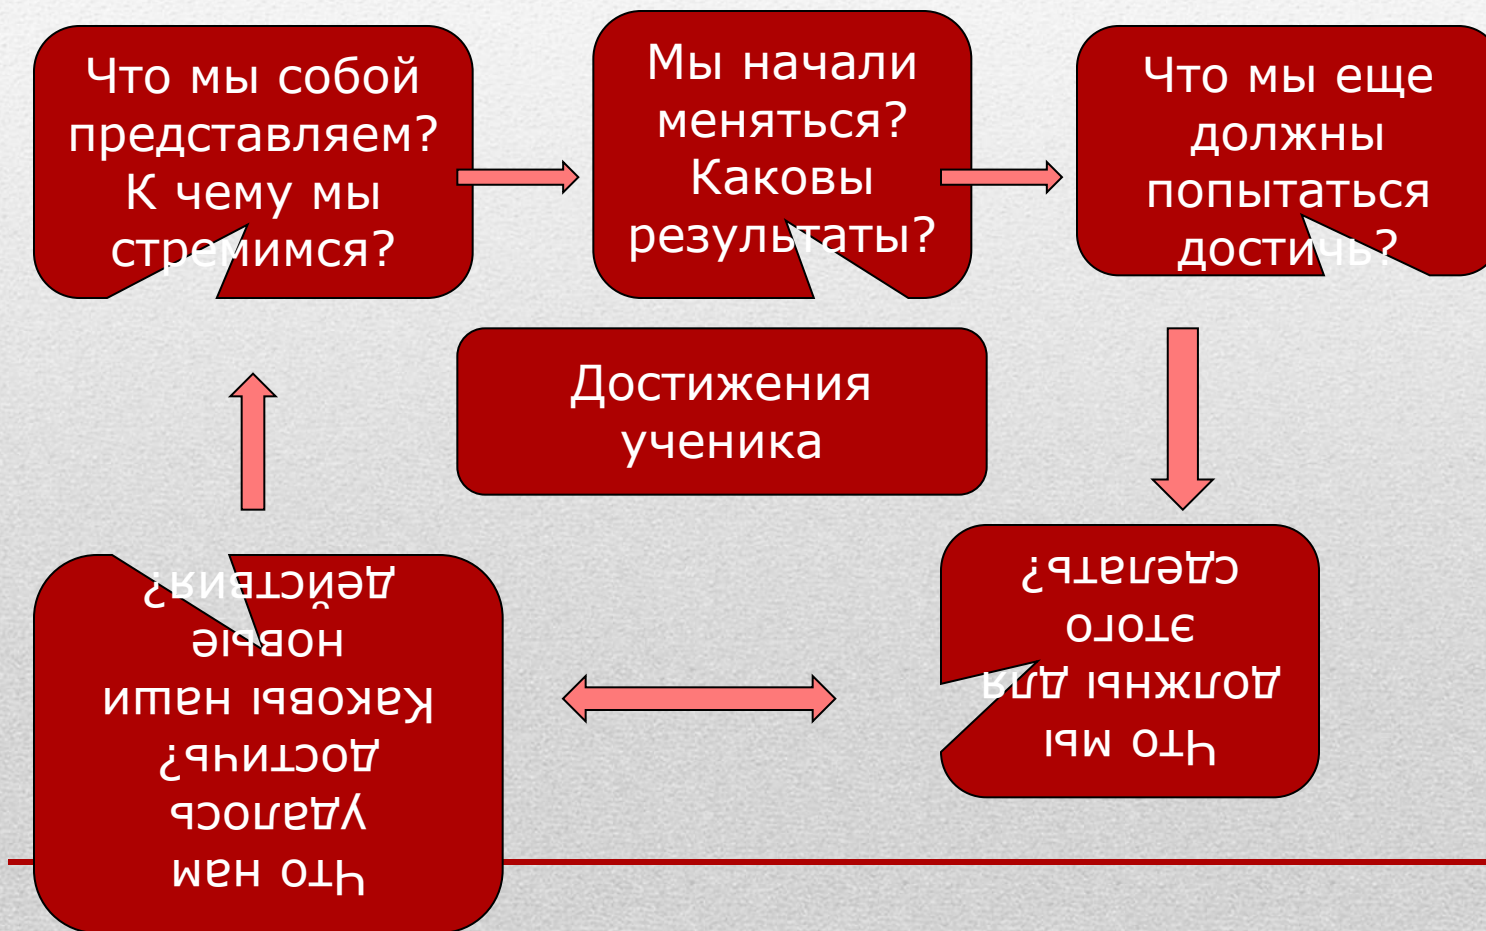 Что мы собой
представляем?
К чему мы
стремимся?
Мы начали
меняться?
Каковы
результаты?
Что мы еще
должны
попытаться
достичь?
Достижения
ученика
Что мы
должны для
этого
сделать?
Что нам
удалось
достичь?
Каковы наши
новые
действия?